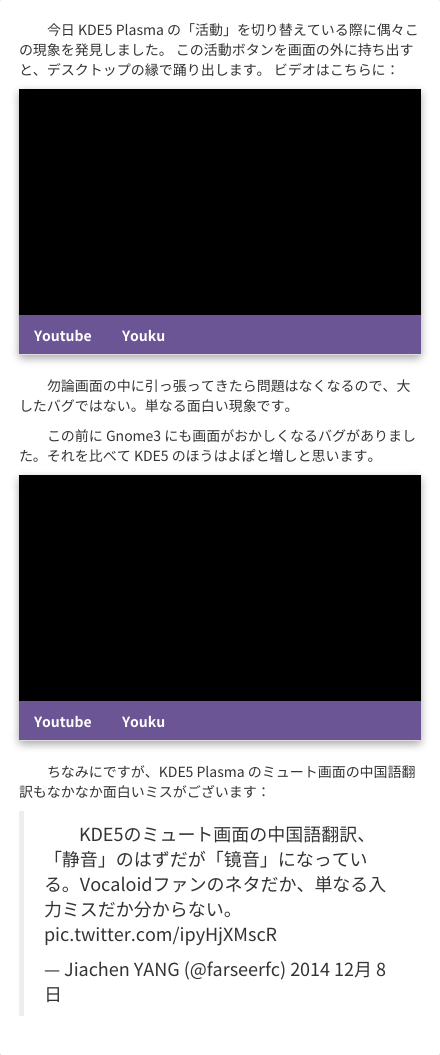 今日 KDE5 Plasma の「活動」を切り替えている際に偶々こ
の現象を発見しました。 この活動ボタンを画面の外に持ち出す
と、デスクトップの縁で踊り出します。 ビデオはこちらに：
Youtube Youku
勿論画面の中に引っ張ってきたら問題はなくなるので、大
したバグではない。単なる面白い現象です。
この前に Gnome3 にも画面がおかしくなるバグがありまし
た。それを比べて KDE5 のほうはよぽと増しと思います。
Youtube Youku
ちなみにですが、KDE5 Plasma のミュート画面の中国語翻
訳もなかなか面白いミスがございます：
KDE5のミュート画面の中国語翻訳、
「静音」のはずだが「镜音」になってい
る。Vocaloidファンのネタだか、単なる入
力ミスだか分からない。
pic.twitter.com/ipyHjXMscR
— Jiachen YANG (@farseerfc) 2014 12月 8
日